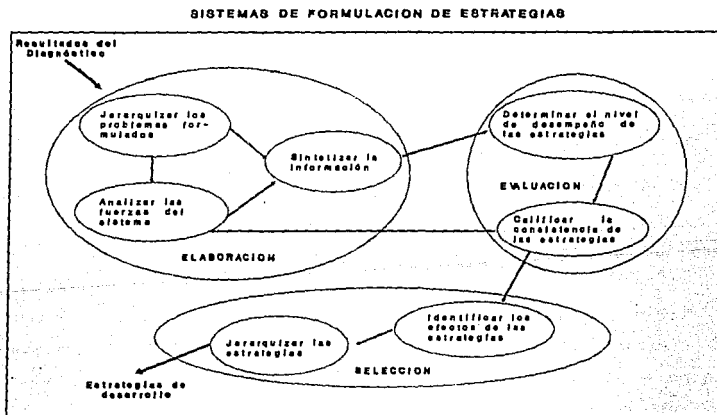 SISTEMAS DE FORMULACION DE ESTRATEGIAS
Resultados del
Diagnóstico
Jerarquizar los
problemas for-
mulados
Sintetizar la
información
Analizar las
fuerzas del
sistema
ELABORACION
Determinar el nivel
de desempeño de
las estrategias
EVALUACION
Calificar la
consistencia de
las estrategias
Identificar los
efectos de las
estrategias
Jerarquizar las
estrategias
SELECCION
Estrategias de
desarrollo